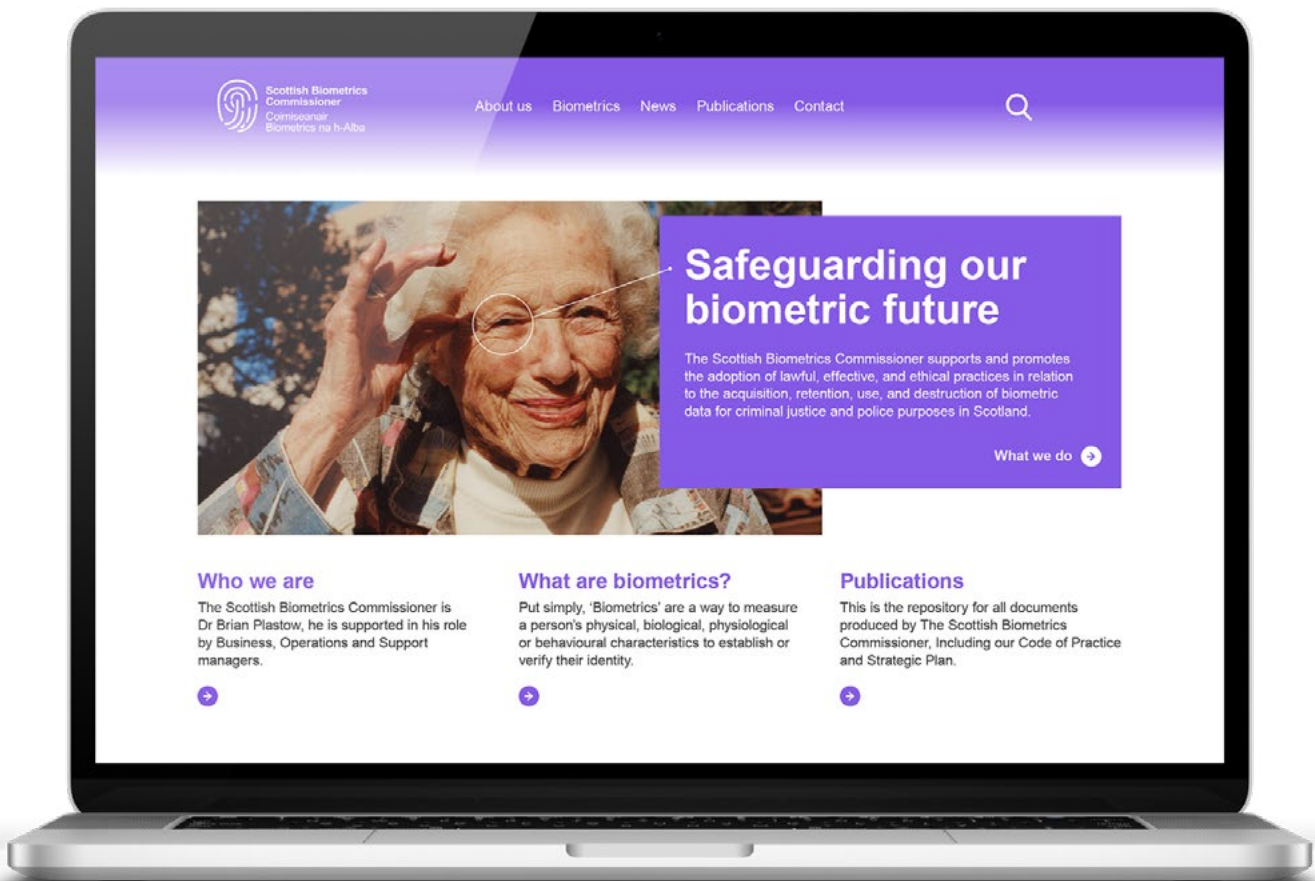 Scottish Biometrics
Commissioner
Coimiseanair
Biometrics na h-Alba
About us Biometrics News Publications Contact
Safeguarding our
biometric future
The Scottish Biometrics Commissioner supports and promotes
the adoption of lawful, effective, and ethical practices in relation
to the acquisition, retention, use, and destruction of biometric
data for criminal justice and police purposes in Scotland.
What we do
Who we are
The Scottish Biometrics Commissioner is
Dr Brian Plastow, he is supported in his role
by Business, Operations and Support
managers.
What are biometrics?
Put simply, ‘Biometrics’ are a way to measure
a person's physical, biological, physiological
or behavioural characteristics to establish or
verify their identity.
Publications
This is the repository for all documents
produced by The Scottish Biometrics
Commissioner, Including our Code of Practice
and Strategic Plan.